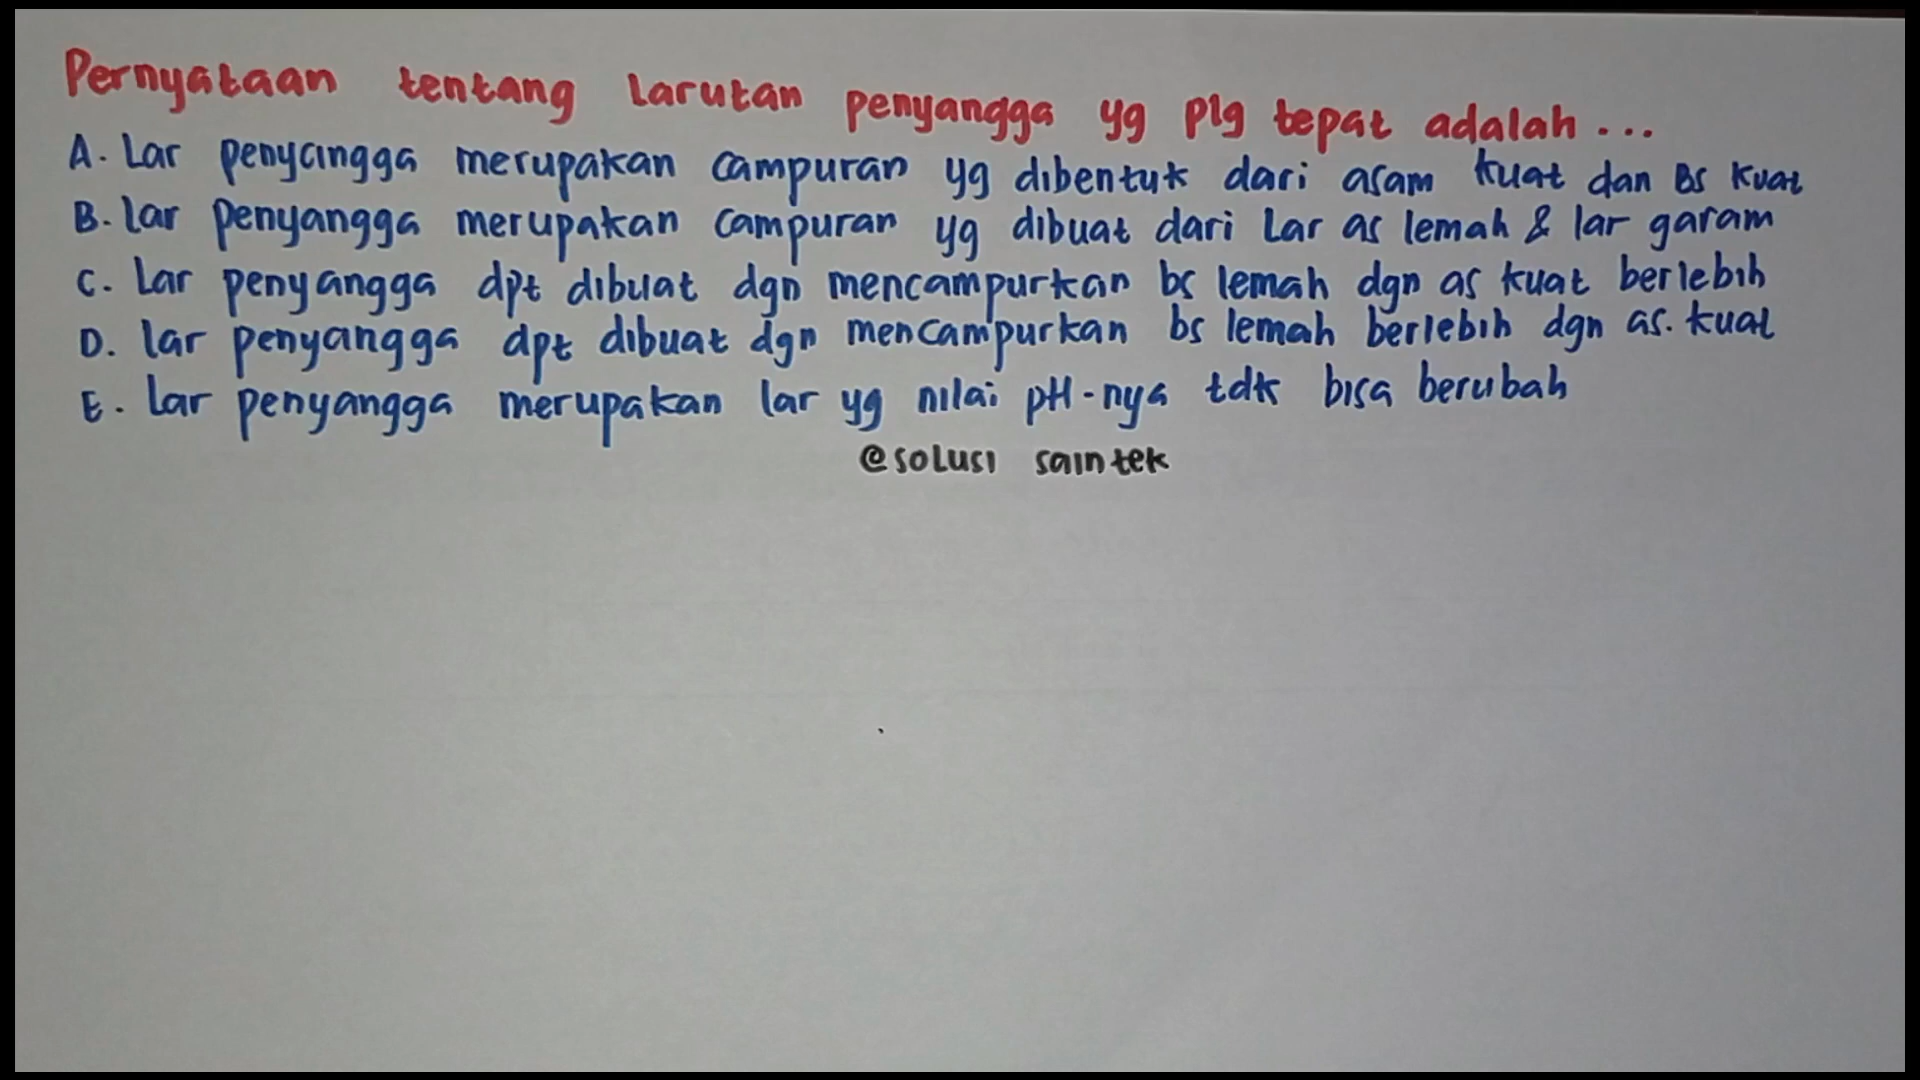 Pernyataan tentang Larutan penyangga yg plg tepat adalah...
A. Lar penyangga merupakan campuran yg dibentuk dari asam kuat dan Bs Kuat
B. lar penyangga merupakan campuran yg dibuat dari Lar as lemah & lar garam
C. Lar penyangga dpt dibuat dgn mencampurkan bs lemah dgn as kuat berlebih
D. lar penyangga dpt dibuat dgn mencampurkan bs lemah berlebih dgn as. kuat
E. lar penyangga merupakan lar yg nilai pH-nya tdk bisa berubah
@solusi saintek